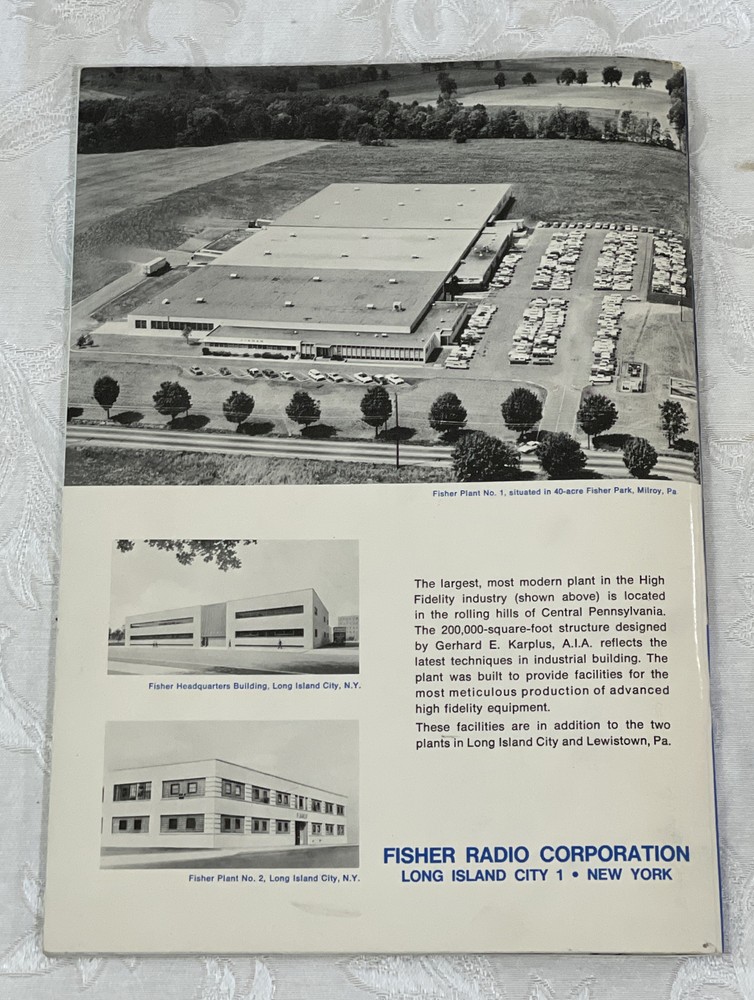 Fisher Plant No. 1, situated in 40-acre Fisher Park, Milroy, Pa
The largest, most modern plant in the High
Fidelity industry (shown above) is located
in the rolling hills of Central Pennsylvania.
The 200,000-square-foot structure designed
by Gerhard E. Karplus, A.I.A. reflects the
latest techniques in industrial building. The
plant was built to provide facilities for the
most meticulous production of advanced
high fidelity equipment.
These facilities are in addition to the two
plants in Long Island City and Lewistown, Pa.
Fisher Headquarters Building, Long Island City, N.Y.
FISHER
Fisher Plant No. 2, Long Island City, N.Y.
FISHER RADIO CORPORATION
LONG ISLAND CITY 1 • NEW YORK